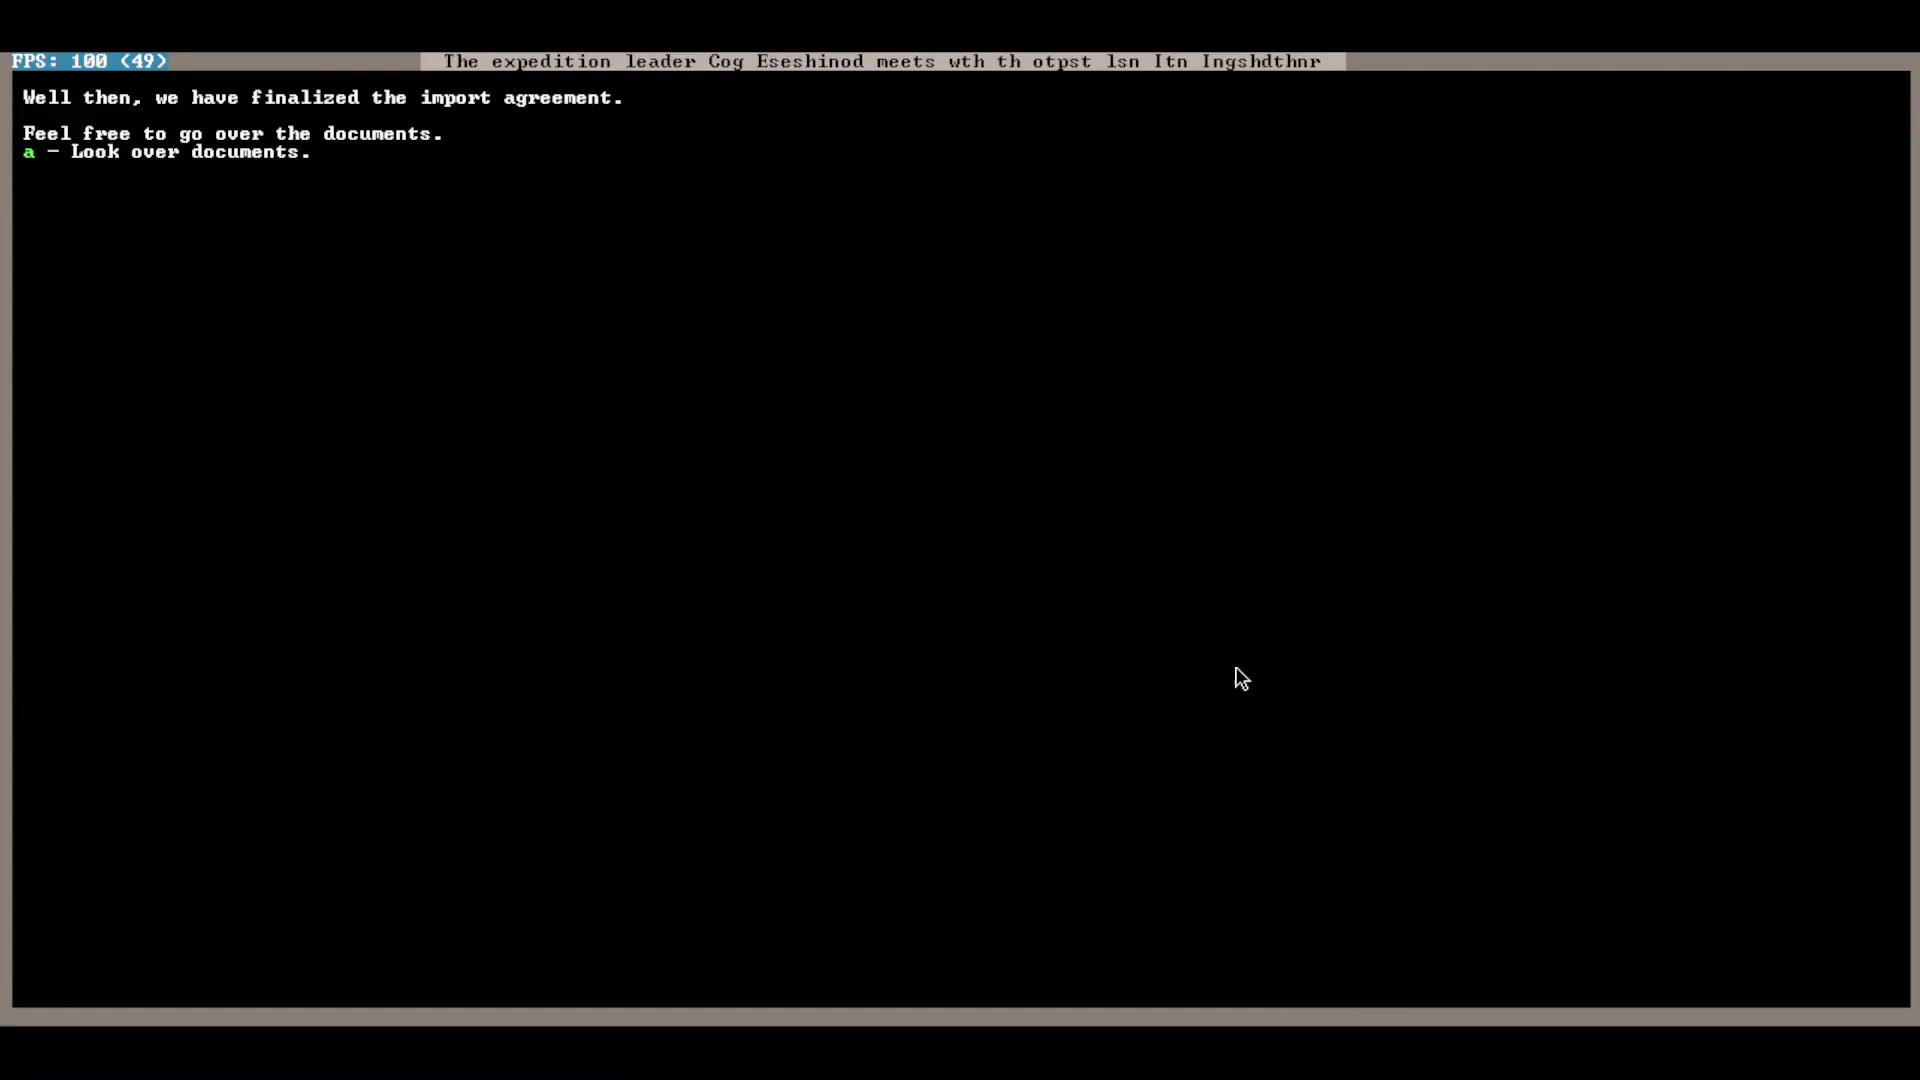 FPS: 100 (49)
The expedition leader Cog Eseshinod meets wth th otpst lsn Itn Ingshdthnr
Well then, we have finalized the import agreement.
Feel free to go over the documents.
a - Look over documents.